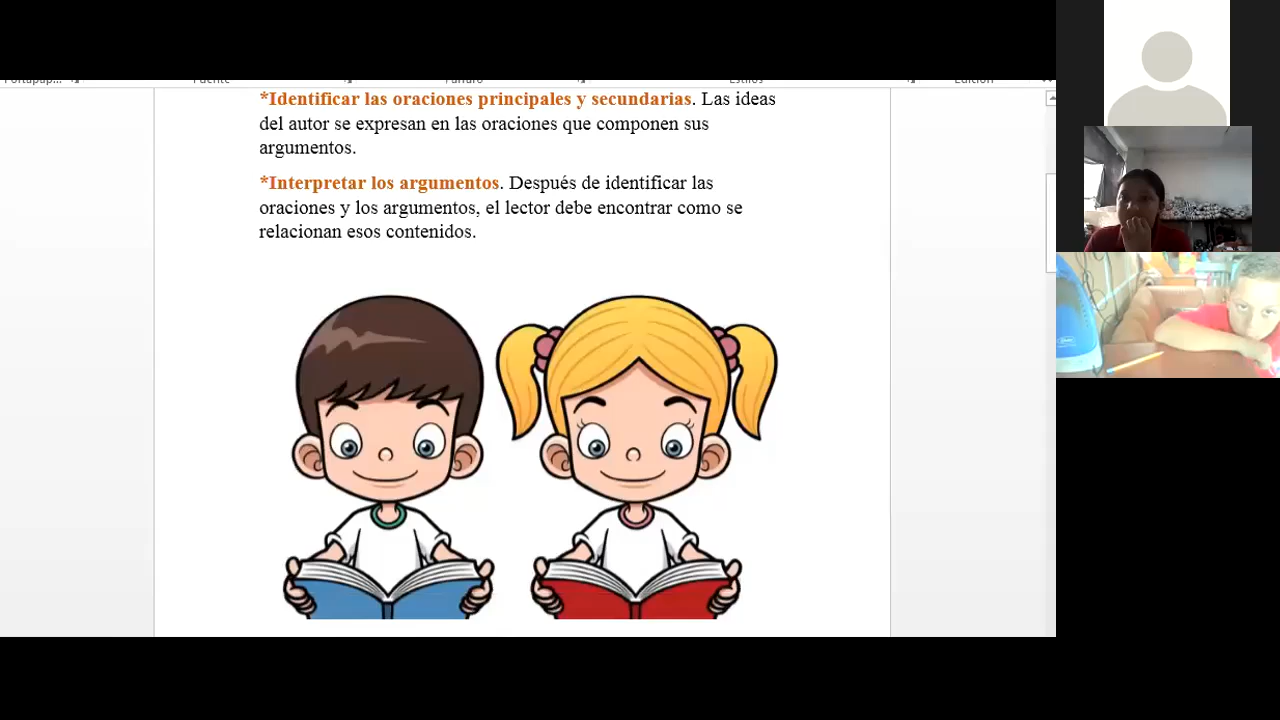 *Identificar las oraciones principales y secundarias. Las ideas
del autor se expresan en las oraciones que componen sus
argumentos.
*Interpretar los argumentos. Después de identificar las
oraciones y los argumentos, el lector debe encontrar como se
relacionan esos contenidos.